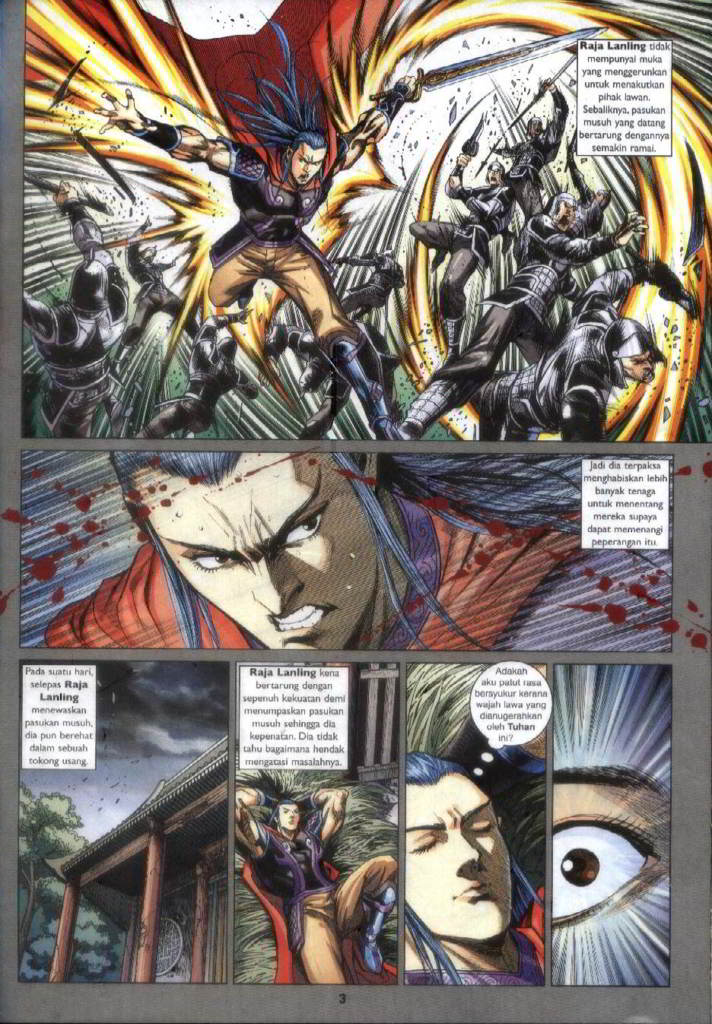 Raja Lanling tidak
mempunyai muka
yang menggerunkan
untuk menakutkan
pihak lawan.
Sebaliknya, pasukan
musuh yang datang
bertarung dengannya
semakin ramai.
Jadi dia terpaksa
menghabiskan lebih
banyak tenaga
untuk menentang
mereka supaya
dapat memenangi
peperangan itu.
Pada suatu hari,
selepas Raja
Lanling
menewaskan
pasukan musuh,
dia pun berehat
dalam sebuah
tokong usang.
Raja Lanling kena
bertarung dengan
sepenuh kekuatan demi
menumpaskan pasukan
musuh sehingga dia
kepenatan. Dia tidak
tahu bagaimana hendak
mengatasi masalahnya.
Adakah
aku patut rasa
bersyukur kerana
wajah lawa yang
dianugerahkan
oleh Tuhan
ini?
3